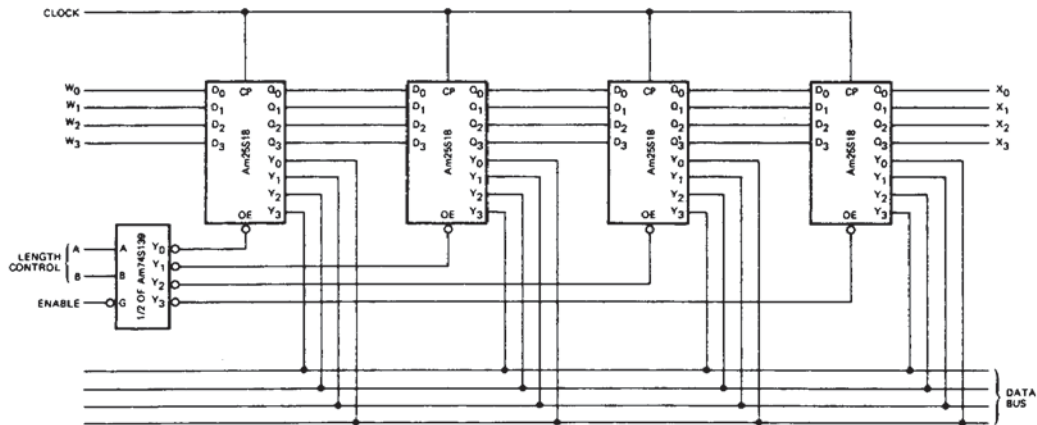 CLOCK
W0
W1
W2
W3
D0 CP Q0
D1 Q1
D2 Q2
D3 Q3
Y0
Y1
Y2
OE Y3
Am25S18
D0 CP Q0
D1 Q1
D2 Q2
D3 Q3
Y0
Y1
Y2
OE Y3
Am25S18
D0 CP Q0
D1 Q1
D2 Q2
D3 Q3
Y0
Y1
Y2
OE Y3
Am25S18
D0 CP Q0
D1 Q1
D2 Q2
D3 Q3
Y0
Y1
Y2
OE Y3
Am25S18
X0
X1
X2
X3
LENGTH
CONTROL
A
B
ENABLE
A Y0
Y1
B Y2
G Y3
1/2 OF Am74S139
DATA
BUS